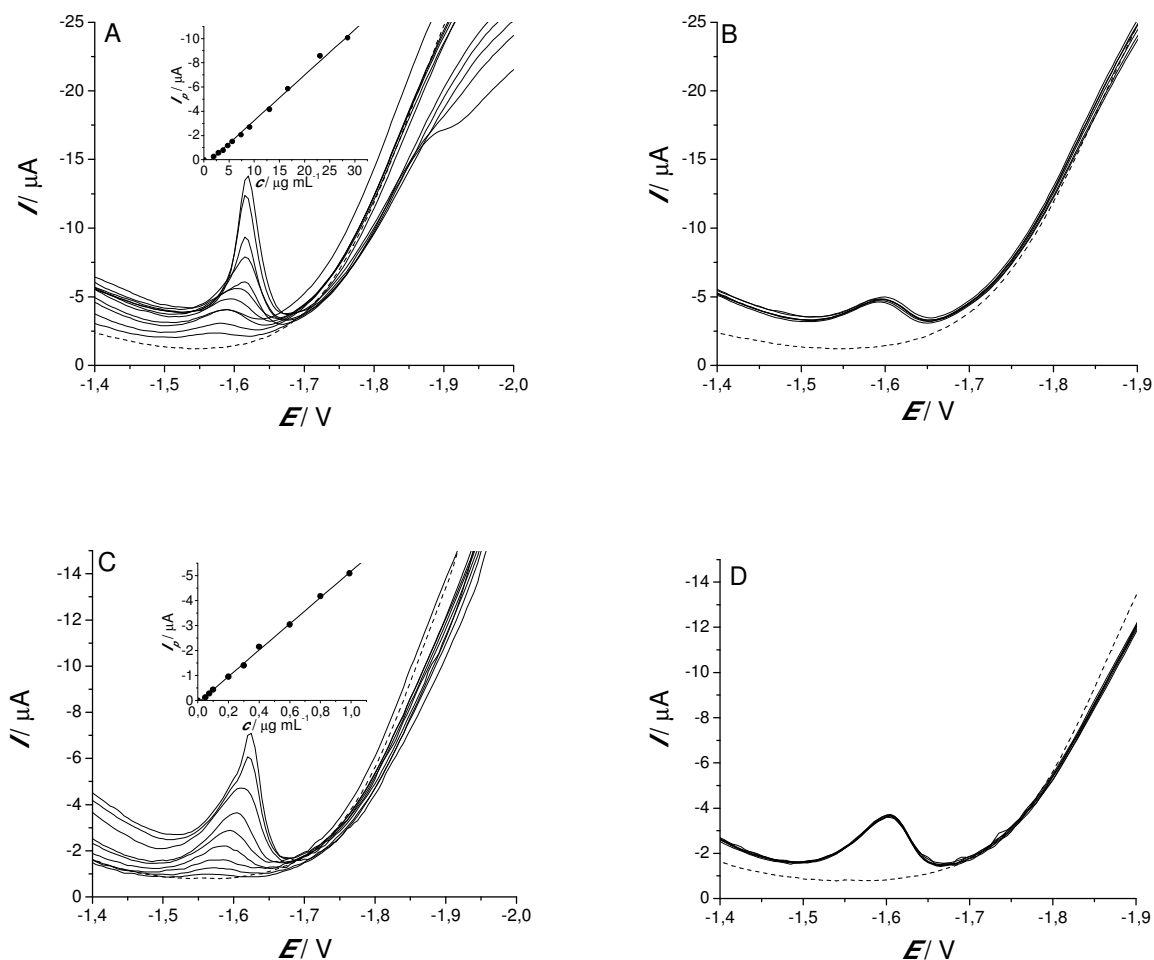 A
-25
-20
-15
-10
-5
0
I / μA
-1,4 -1,5 -1,6 -1,7 -1,8 -1,9 -2,0
E / V
-10
-8
-6
-4
-2
0
Ip / μA
0 5 10 15 20 25 30
c / μg mL-1
B
-25
-20
-15
-10
-5
0
I / μA
-1,4 -1,5 -1,6 -1,7 -1,8 -1,9
E / V
C
-14
-12
-10
-8
-6
-4
-2
0
I / μA
-1,4 -1,5 -1,6 -1,7 -1,8 -1,9 -2,0
E / V
-5
-4
-3
-2
-1
0
Ip / μA
0,0 0,2 0,4 0,6 0,8 1,0
c / μg mL-1
D
-14
-12
-10
-8
-6
-4
-2
0
I / μA
-1,4 -1,5 -1,6 -1,7 -1,8 -1,9
E / V